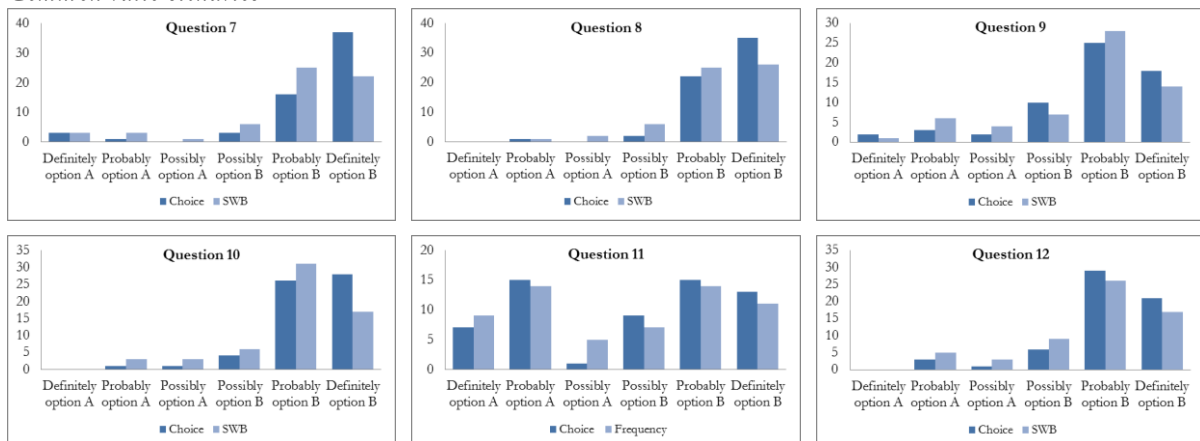 Question 7
40
30
20
10
0
Definitely Probably Possibly Possibly Probably Definitely
option A option A option A option B option B option B
Choice SWB
Question 8
40
30
20
10
0
Definitely Probably Possibly Possibly Probably Definitely
option A option A option A option B option B option B
Choice SWB
Question 9
30
25
20
15
10
5
0
Definitely Probably Possibly Possibly Probably Definitely
option A option A option A option B option B option B
Choice SWB
Question 10
35
30
25
20
15
10
5
0
Definitely Probably Possibly Possibly Probably Definitely
option A option A option A option B option B option B
Choice SWB
Question 11
20
15
10
5
0
Definitely Probably Possibly Possibly Probably Definitely
option A option A option A option B option B option B
Choice Frequency
Question 12
35
30
25
20
15
10
5
0
Definitely Probably Possibly Possibly Probably Definitely
option A option A option A option B option B option B
Choice SWB